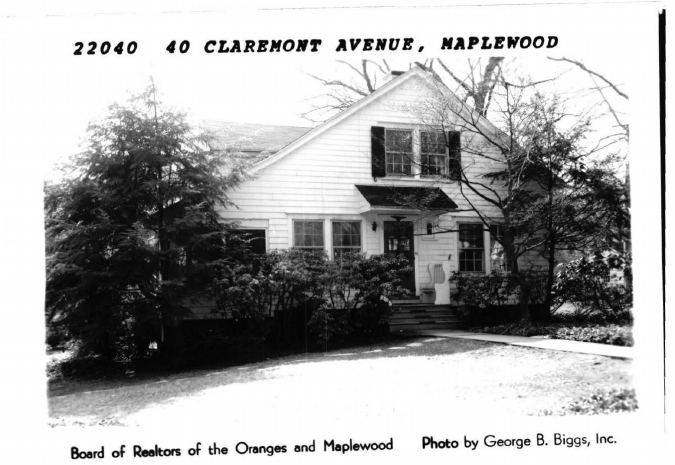 22040 40 CLAREMONT AVENUE, MAPLEWOOD
Board of Realtors of the Oranges and Maplewood Photo by George B. Biggs, Inc.